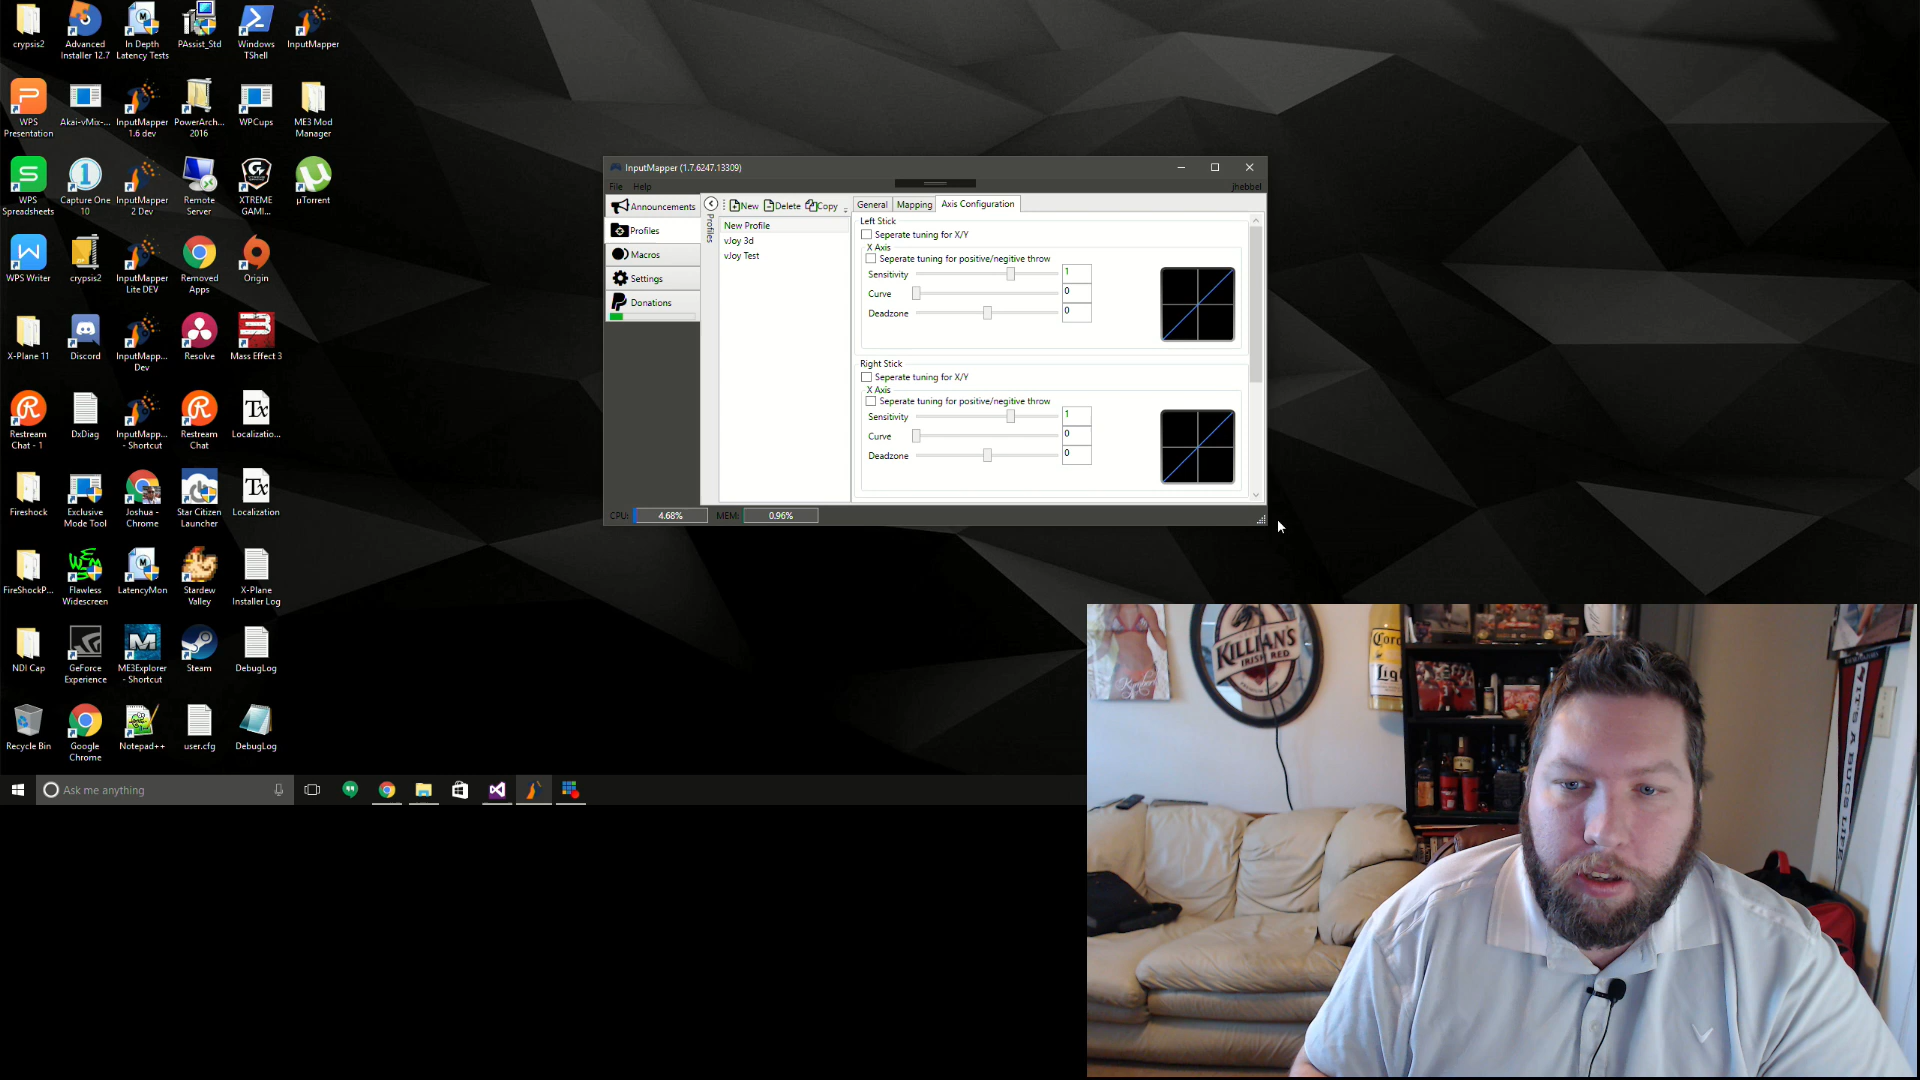 crypsis2
Advanced
Installer 12.7
In Depth
Latency Tests
PAssist_Std
Windows
TShell
InputMapper
WPS
Presentation
Akai-vMix-...
InputMapper
1.6 dev
PowerArch...
2016
WPCups
ME3 Mod
Manager
WPS
Spreadsheets
Capture One
10
InputMapper
2 Dev
Remote
Server
XTREME
GAMI...
µTorrent
WPS Writer
crypsis2
InputMapper
Lite DEV
Removed
Apps
Origin
X-Plane 11
Discord
InputMapp...
Dev
Resolve
Mass Effect 3
Restream
Chat - 1
DxDiag
InputMapp...
- Shortcut
Restream
Chat
Tx
Localizatio...
Fireshock
Exclusive
Mode Tool
Joshua -
Chrome
Star Citizen
Launcher
Tx
Localization
FireShockP...
Flawless
Widescreen
LatencyMon
Stardew
Valley
X-Plane
Installer Log
NDI Cap
GeForce
Experience
ME3Explorer
- Shortcut
Steam
DebugLog
Recycle Bin
Google
Chrome
Notepad++
user.cfg
DebugLog
Ask me anything
InputMapper (1.7.6247.13309)
File Help
jhebbel
Announcements
Profiles
Macros
Settings
Donations
Profiles
New Delete Copy
New Profile
vJoy 3d
vJoy Test
General Mapping Axis Configuration
Left Stick
Seperate tuning for X/Y
X Axis
Seperate tuning for positive/negitive throw
Sensitivity 1
Curve 0
Deadzone 0
Right Stick
Seperate tuning for X/Y
X Axis
Seperate tuning for positive/negitive throw
Sensitivity 1
Curve 0
Deadzone 0
CPU: 4.68% MEM: 0.96%
KILLIAN'S
IRISH RED
IT'S A BUCS LIFE